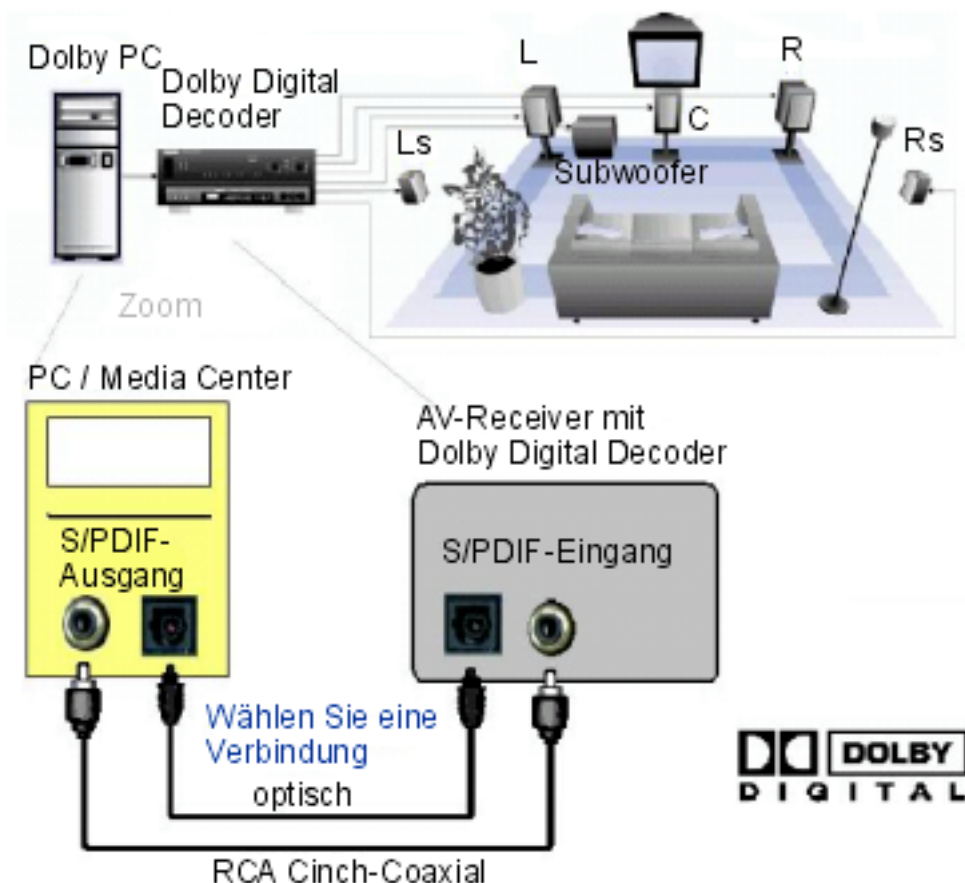 Dolby PC
Dolby Digital
Decoder
L
R
C
Ls
Rs
Subwoofer
Zoom
PC / Media Center
AV-Receiver mit
Dolby Digital Decoder
S/PDIF-
Ausgang
S/PDIF-Eingang
Wählen Sie eine
Verbindung
optisch
RCA Cinch-Coaxial
DOLBY
DIGITAL